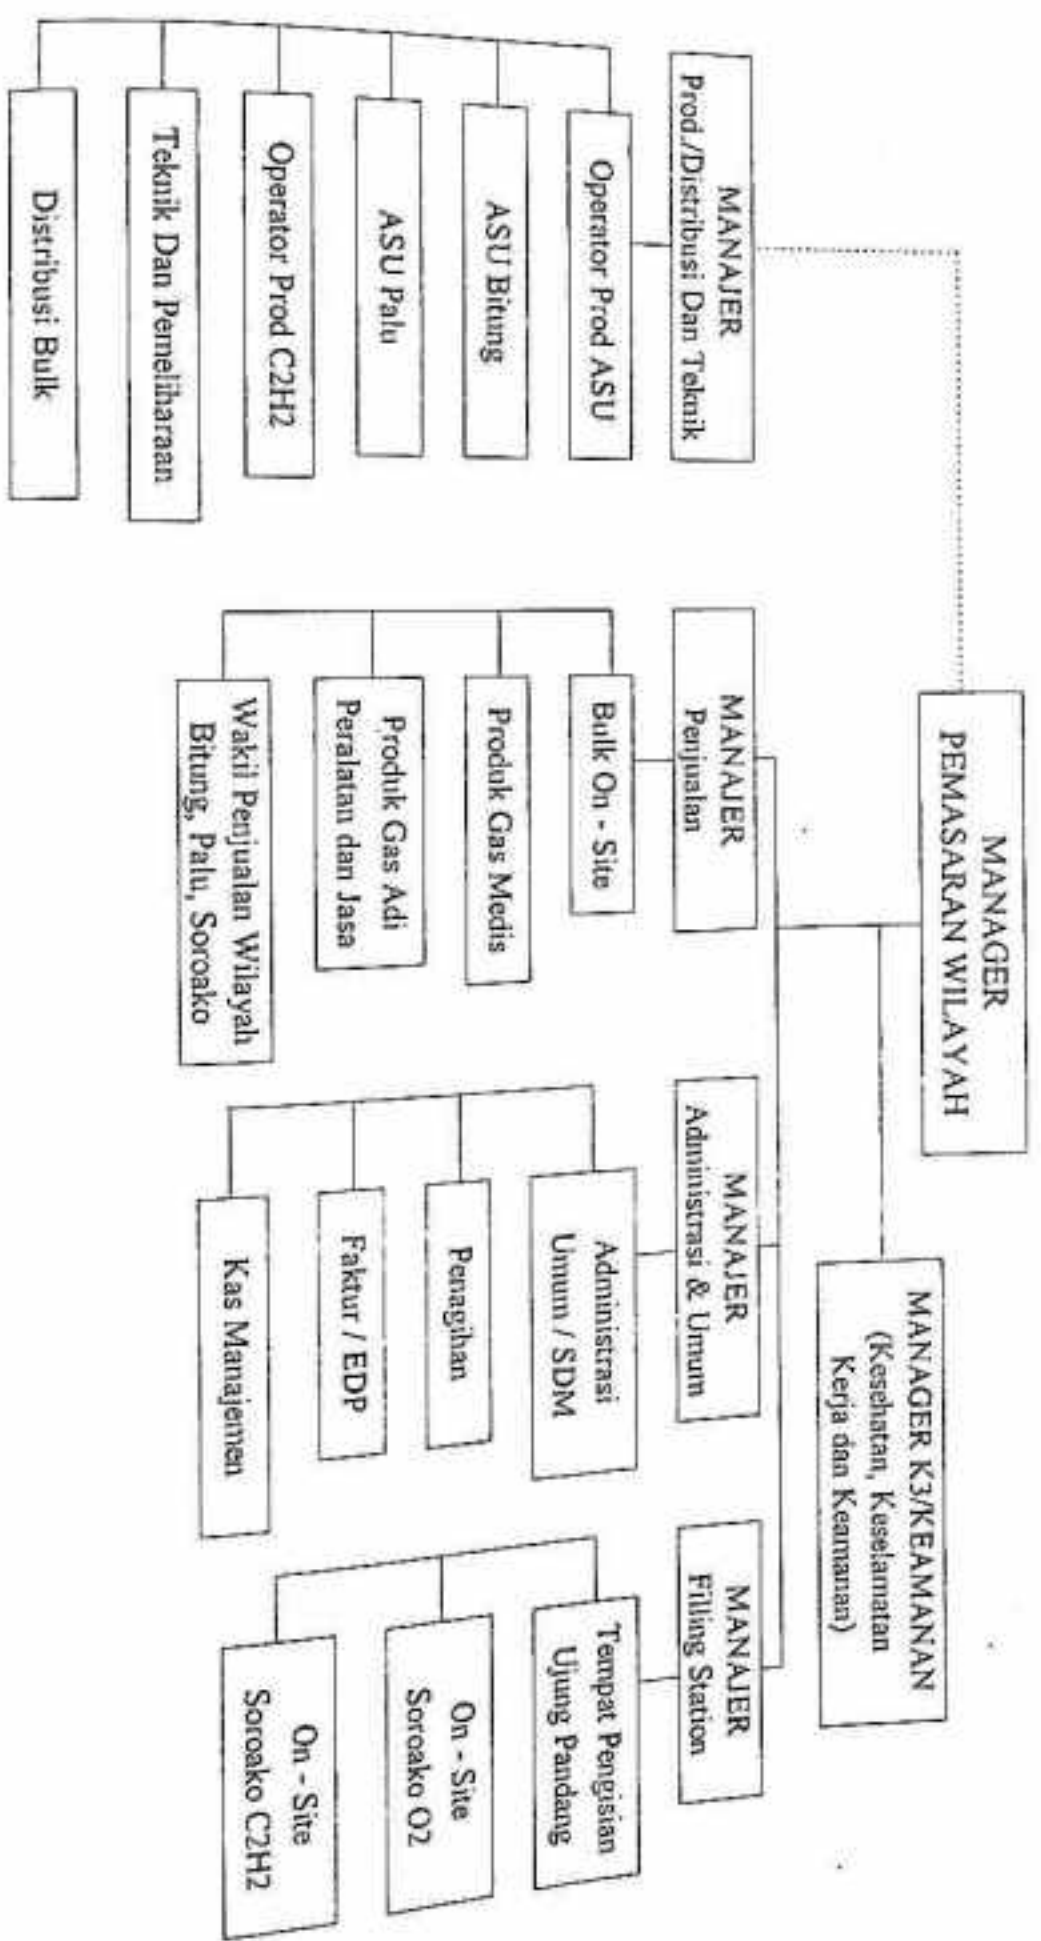 MANAGER
PEMASARAN WILAYAH
MANAGER K3/KEAMANAN
(Kesehatan, Keselamatan
Kerja dan Keamanan)
MANAJER
Prod./Distribusi Dan Teknik
Operator Prod ASU
ASU Bitung
ASU Palu
Operator Prod C2H2
Teknik Dan Pemeliharaan
Distribusi Bulk
MANAJER
Penjualan
Bulk On - Site
Produk Gas Medis
Produk Gas Adi
Peralatan dan Jasa
Wakil Penjualan Wilayah
Bitung, Palu, Soroako
MANAJER
Administrasi & Umum
Administrasi
Umum / SDM
Penagihan
Faktur / EDP
Kas Manajemen
MANAJER
Filling Station
Tempat Pengisian
Ujung Pandang
On - Site
Soroako O2
On - Site
Soroako C2H2